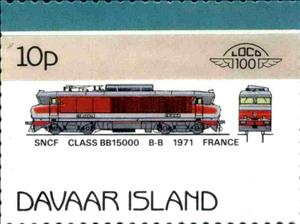 10p
LOCO
100
SNCF CLASS BB15000 B-B 1971 FRANCE
DAVAAR ISLAND